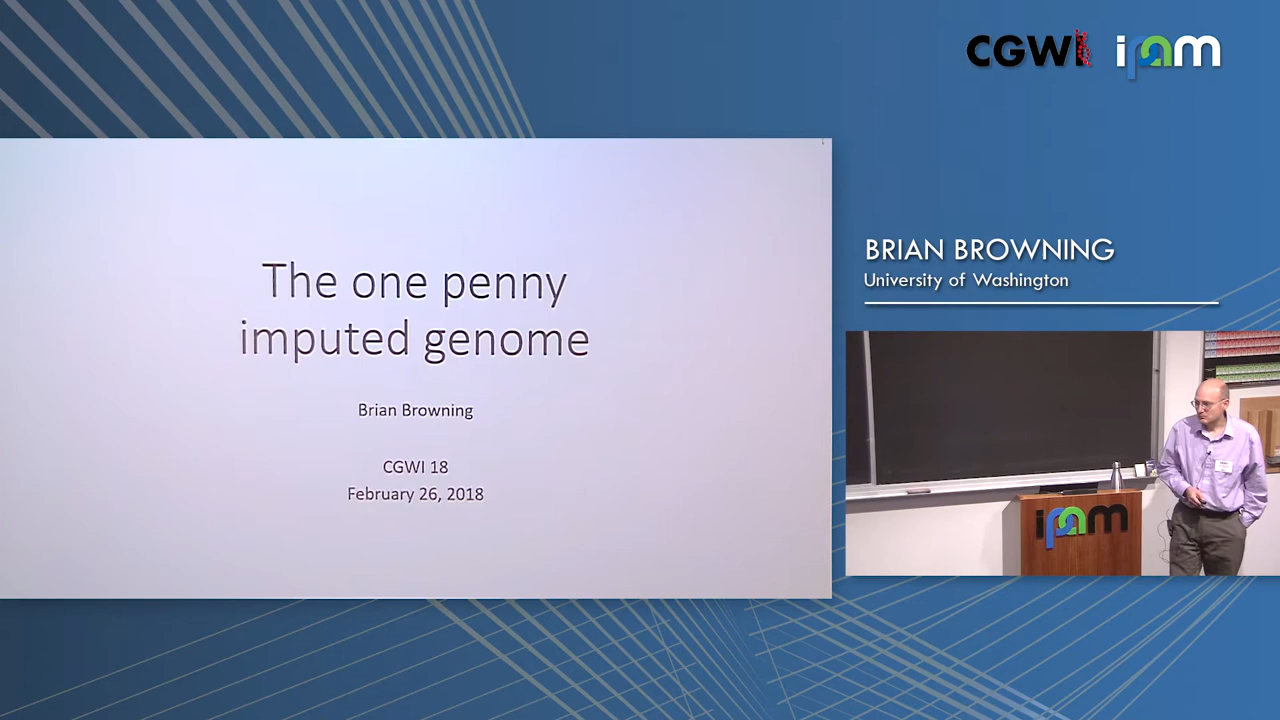 CGWI ipam
The one penny
imputed genome
Brian Browning
CGWI 18
February 26, 2018
BRIAN BROWNING
University of Washington
ipam